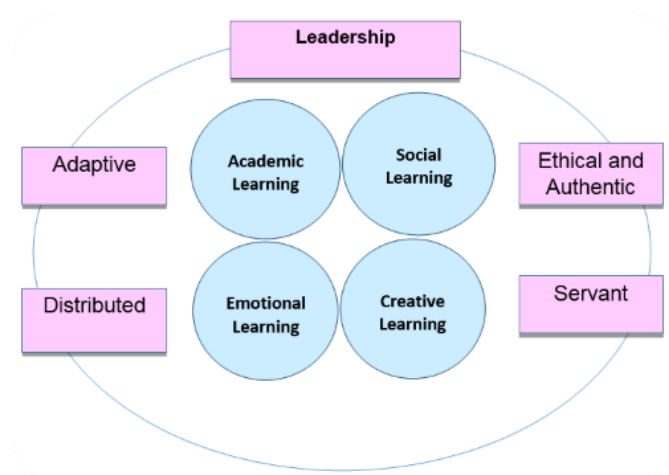 Leadership
Adaptive
Academic
Learning
Social
Learning
Ethical and
Authentic
Distributed
Emotional
Learning
Creative
Learning
Servant